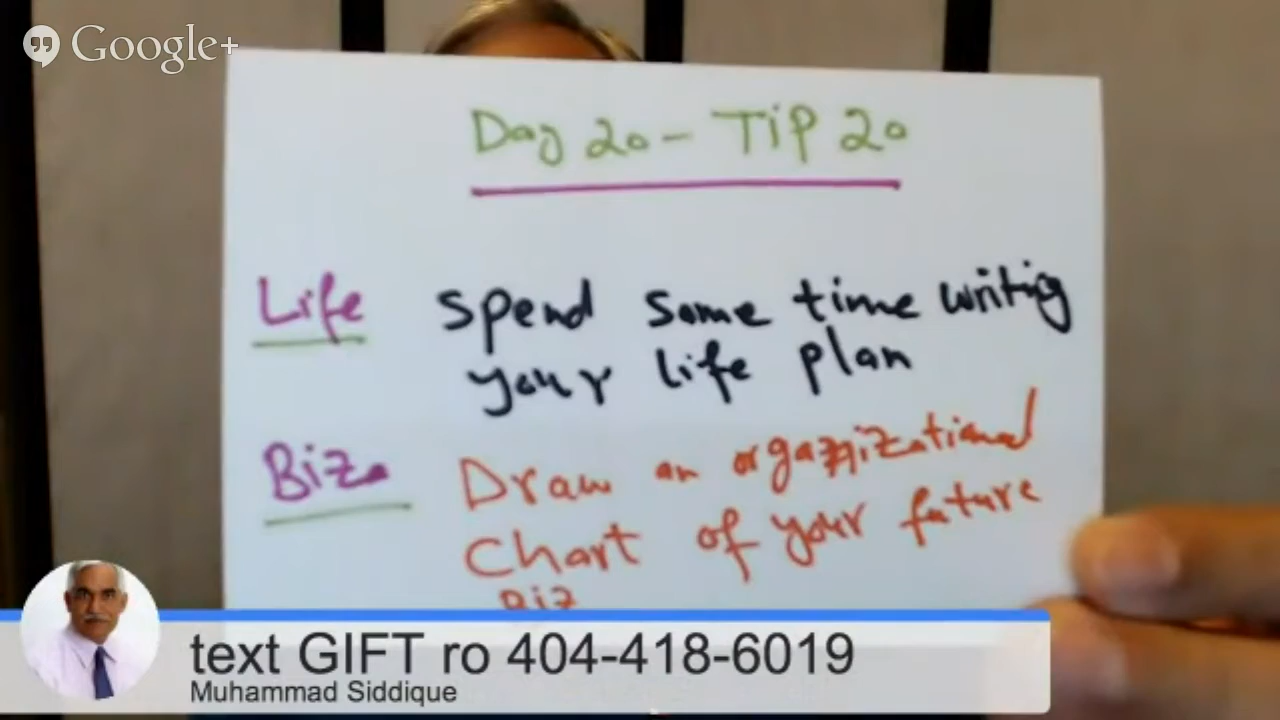 Google+
Day 20 - TiP 20
Life Spend some time writing
your life plan
Biz Draw an organizational
Chart of your future
Biz
text GIFT ro 404-418-6019
Muhammad Siddique